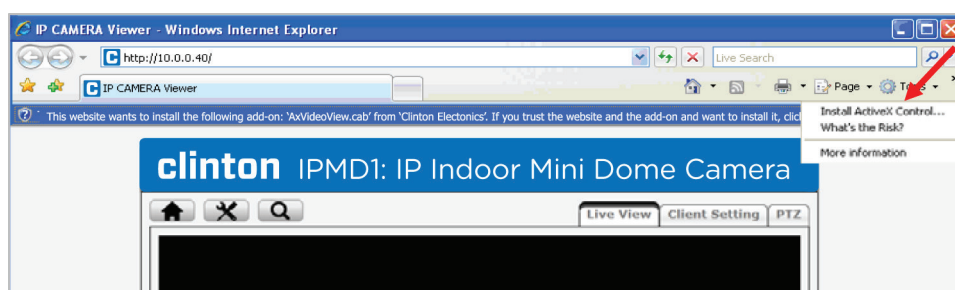 IP CAMERA Viewer - Windows Internet Explorer
http://10.0.0.40/
Live Search
IP CAMERA Viewer
Page
This website wants to install the following add-on: 'AxVideoView.cab' from 'Clinton Electonics'. If you trust the website and the add-on and want to install it,
Install ActiveX Control...
What's the Risk?
More information
clinton IPMD1: IP Indoor Mini Dome Camera
Live View Client Setting PTZ